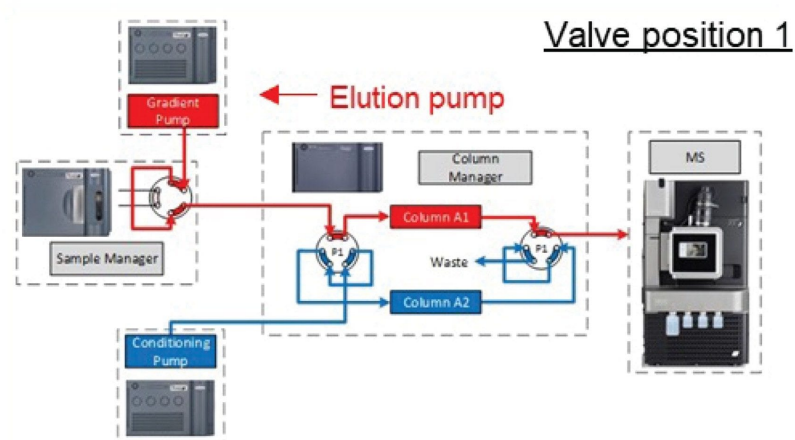 Valve position 1
Gradient
Pump
Elution pump
Column
Manager
MS
Sample Manager
Column A1
P1
P1
Waste
Column A2
Conditioning
Pump